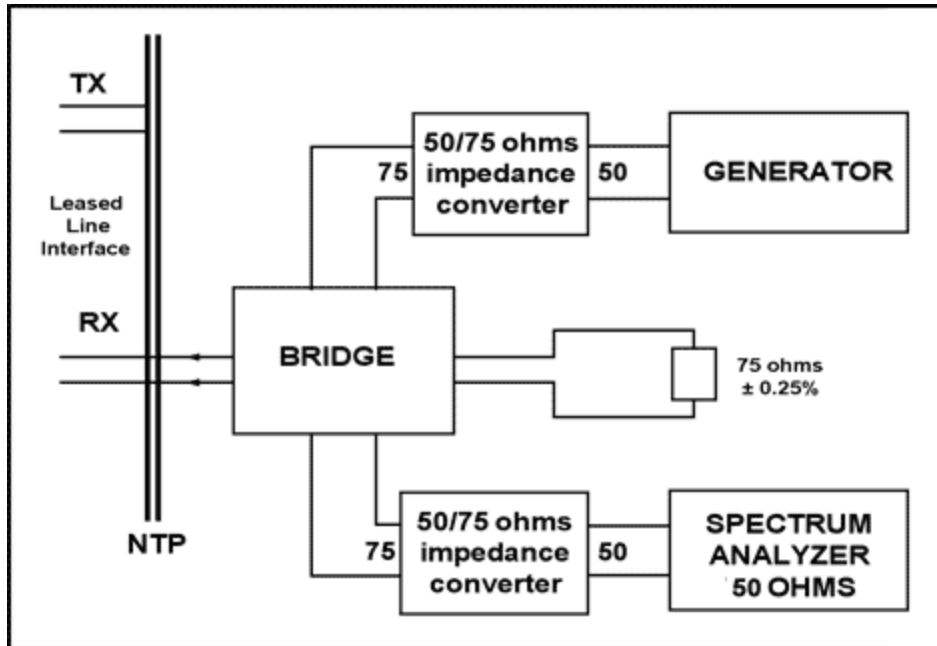 TX
50/75 ohms
impedance
converter
75
50
GENERATOR
Leased
Line
Interface
RX
BRIDGE
75 ohms
± 0.25%
NTP
50/75 ohms
impedance
converter
75
50
SPECTRUM
ANALYZER
50 OHMS